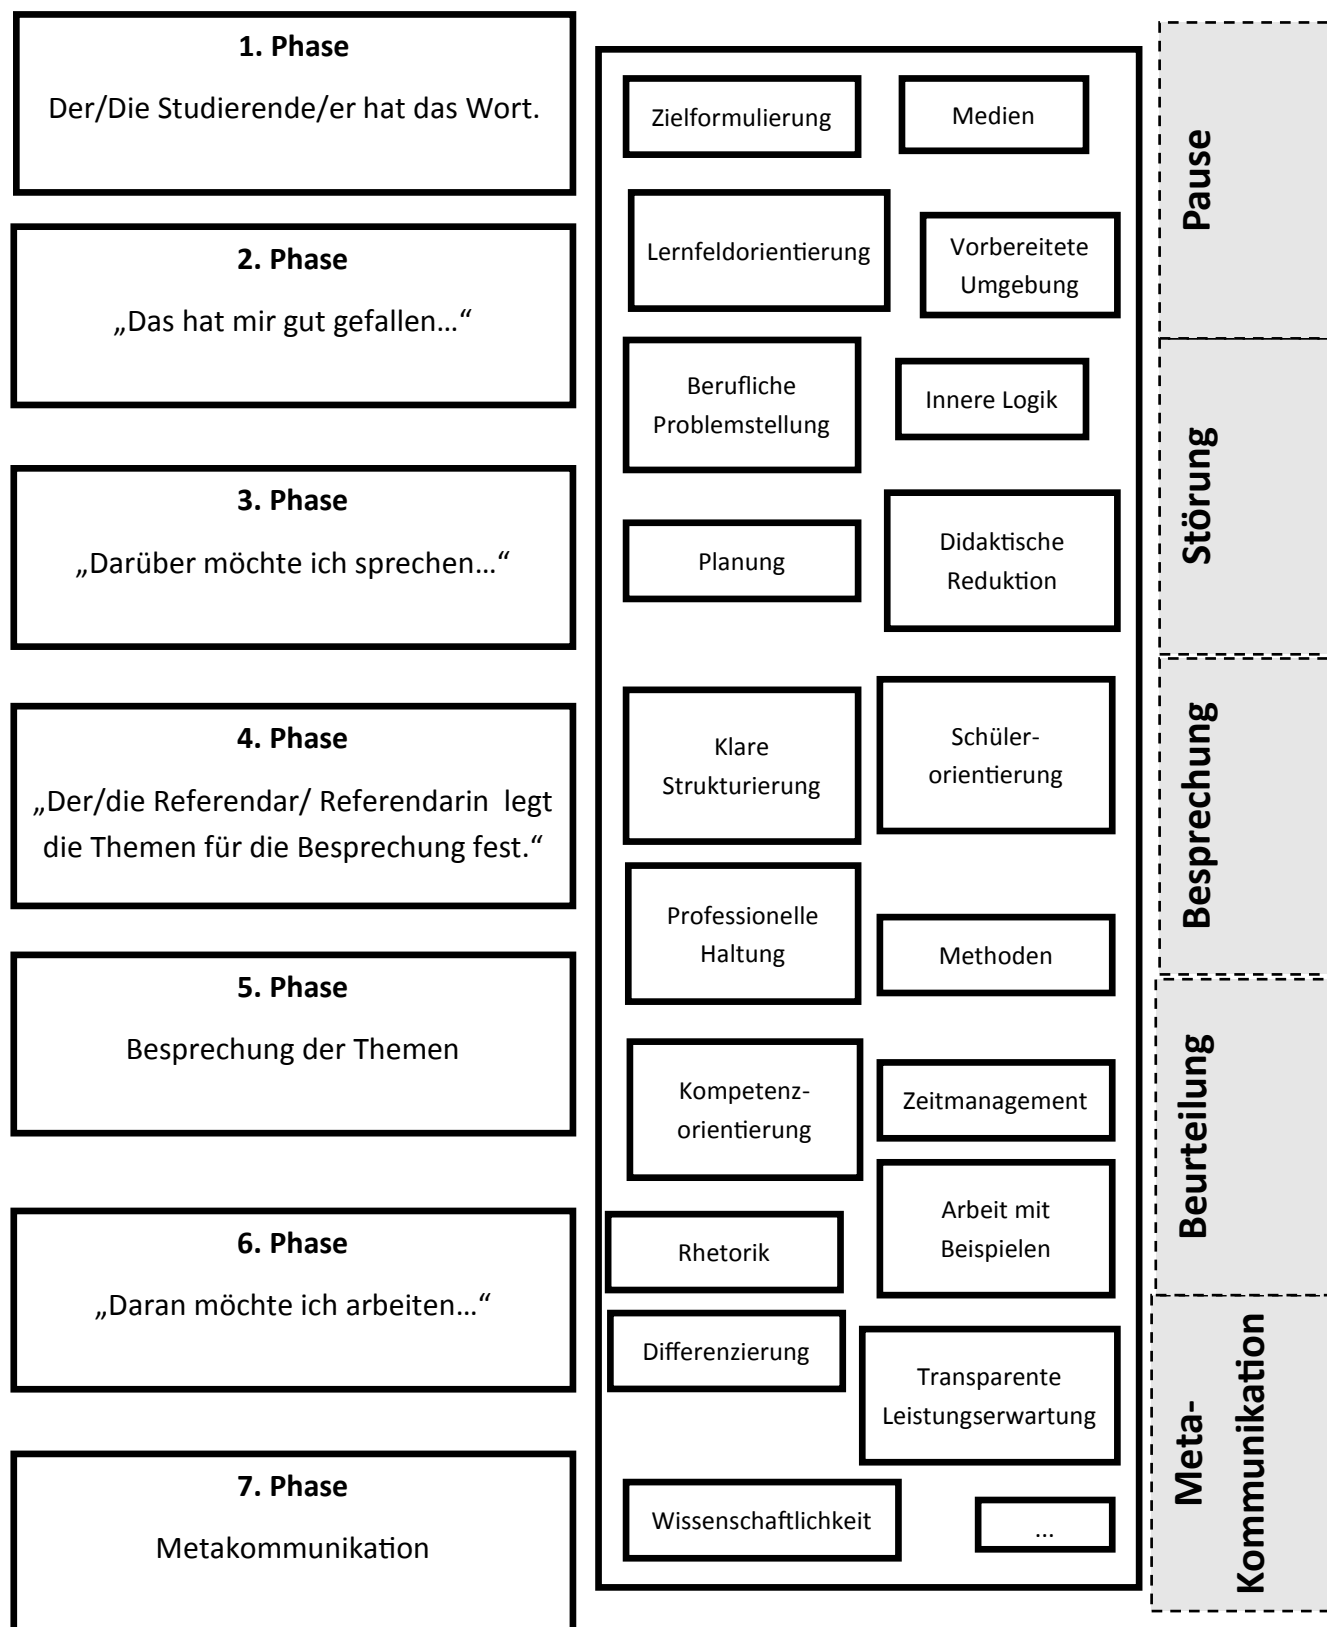 1. Phase
Der/Die Studierende/er hat das Wort.
2. Phase
„Das hat mir gut gefallen…“
3. Phase
„Darüber möchte ich sprechen…“
4. Phase
„Der/die Referendar/ Referendarin legt
die Themen für die Besprechung fest.“
5. Phase
Besprechung der Themen
6. Phase
„Daran möchte ich arbeiten…“
7. Phase
Metakommunikation
Zielformulierung
Medien
Lernfeldorientierung
Vorbereitete
Umgebung
Berufliche
Problemstellung
Innere Logik
Planung
Didaktische
Reduktion
Klare
Strukturierung
Schüler-
orientierung
Professionelle
Haltung
Methoden
Kompetenz-
orientierung
Zeitmanagement
Arbeit mit
Beispielen
Rhetorik
Differenzierung
Transparente
Leistungserwartung
Wissenschaftlichkeit
...
Pause
Störung
Besprechung
Beurteilung
Meta-
Kommunikation